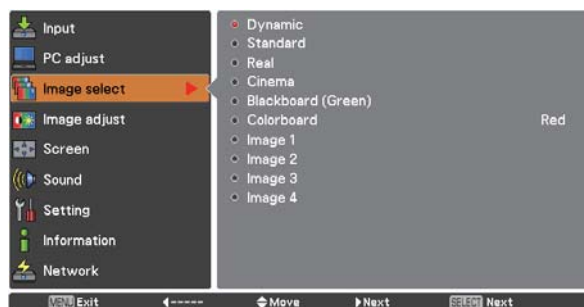 Input
PC adjust
Image select
Image adjust
Screen
Sound
Setting
Information
Network
Dynamic
Standard
Real
Cinema
Blackboard (Green)
Colorboard Red
Image 1
Image 2
Image 3
Image 4
MENU Exit ◀----- Move ▶Next SELECT Next